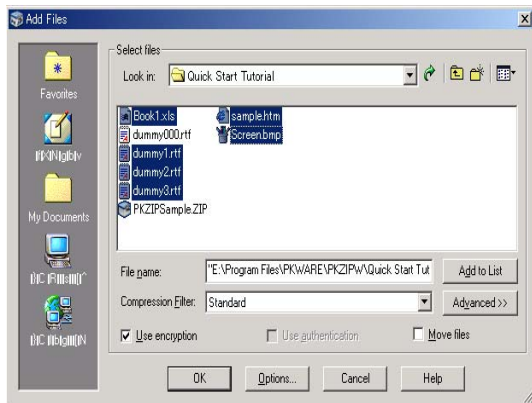 Add Files
Select files
Look in: Quick Start Tutorial
Favorites
My Documents
Book1.xls
dummy000.rtf
dummy1.rtf
dummy2.rtf
dummy3.rtf
PKZIPSample.ZIP
sample.htm
Screen.bmp
File name: "E:\Program Files\PKWARE\PKZIPW\Quick Start Tut
Add to List
Compression Filter: Standard
Advanced >>
Use encryption
Use authentication
Move files
OK
Options...
Cancel
Help